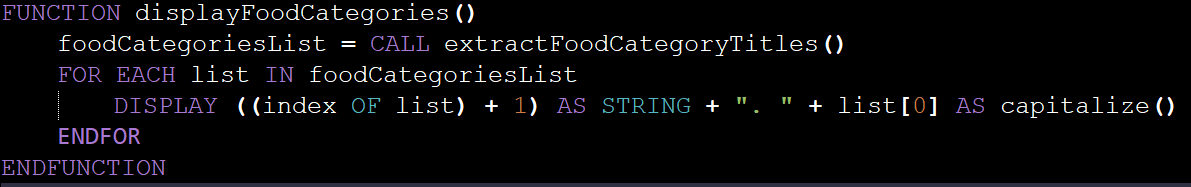 FUNCTION displayFoodCategories()
    foodCategoriesList = CALL extractFoodCategoryTitles()
    FOR EACH list IN foodCategoriesList
        DISPLAY ((index OF list) + 1) AS STRING + ". " + list[0] AS capitalize()
    ENDFOR
ENDFUNCTION